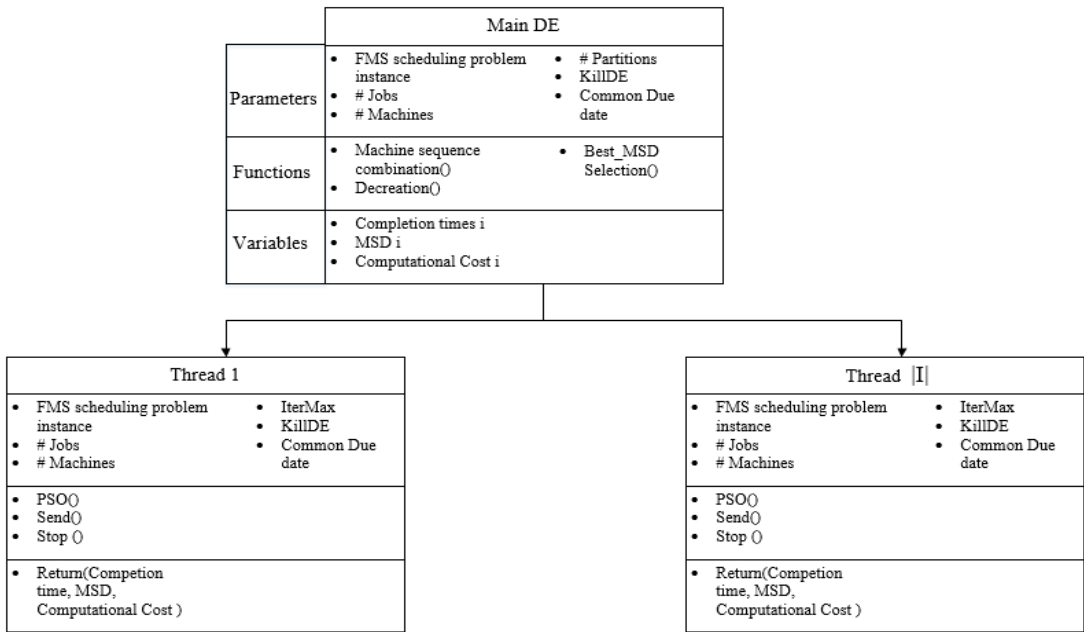 Main DE
Parameters
• FMS scheduling problem
instance
• # Jobs
• # Machines
• # Partitions
• KillDE
• Common Due
date
Functions
• Machine sequence
combination()
• Decreation()
• Best_MSD
Selection()
Variables
• Completion times i
• MSD i
• Computational Cost i
Thread 1
• FMS scheduling problem
instance
• # Jobs
• # Machines
• IterMax
• KillDE
• Common Due
date
• PSO()
• Send()
• Stop ()
• Return(Competion
time, MSD,
Computational Cost )
Thread |I|
• FMS scheduling problem
instance
• # Jobs
• # Machines
• IterMax
• KillDE
• Common Due
date
• PSO()
• Send()
• Stop ()
• Return(Competion
time, MSD,
Computational Cost )